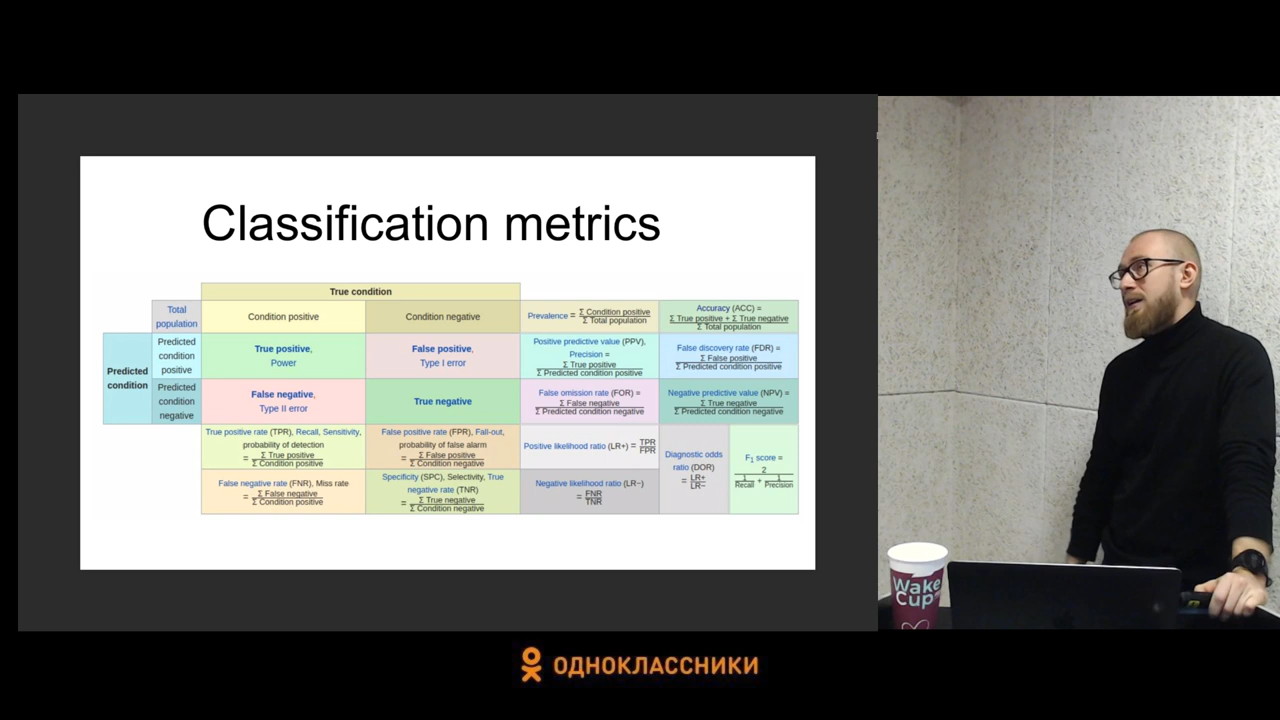 Classification metrics
True condition
Total
population
Condition positive
Condition negative
Prevalence = Σ Condition positive / Σ Total population
Accuracy (ACC) =
Σ True positive + Σ True negative
Σ Total population
Predicted
condition
Predicted
condition
positive
True positive,
Power
False positive,
Type I error
Positive predictive value (PPV),
Precision =
Σ True positive
Σ Predicted condition positive
False discovery rate (FDR) =
Σ False positive
Σ Predicted condition positive
Predicted
condition
negative
False negative,
Type II error
True negative
False omission rate (FOR) =
Σ False negative
Σ Predicted condition negative
Negative predictive value (NPV) =
Σ True negative
Σ Predicted condition negative
True positive rate (TPR), Recall, Sensitivity,
probability of detection
= Σ True positive / Σ Condition positive
False positive rate (FPR), Fall-out,
probability of false alarm
= Σ False positive / Σ Condition negative
Positive likelihood ratio (LR+) = TPR / FPR
Diagnostic odds
ratio (DOR)
= LR+ / LR−
F1 score =
2
1 / Recall + 1 / Precision
False negative rate (FNR), Miss rate
= Σ False negative / Σ Condition positive
Specificity (SPC), Selectivity, True
negative rate (TNR)
= Σ True negative / Σ Condition negative
Negative likelihood ratio (LR−)
= FNR / TNR
Wake
Cup
ОДНОКЛАССНИКИ